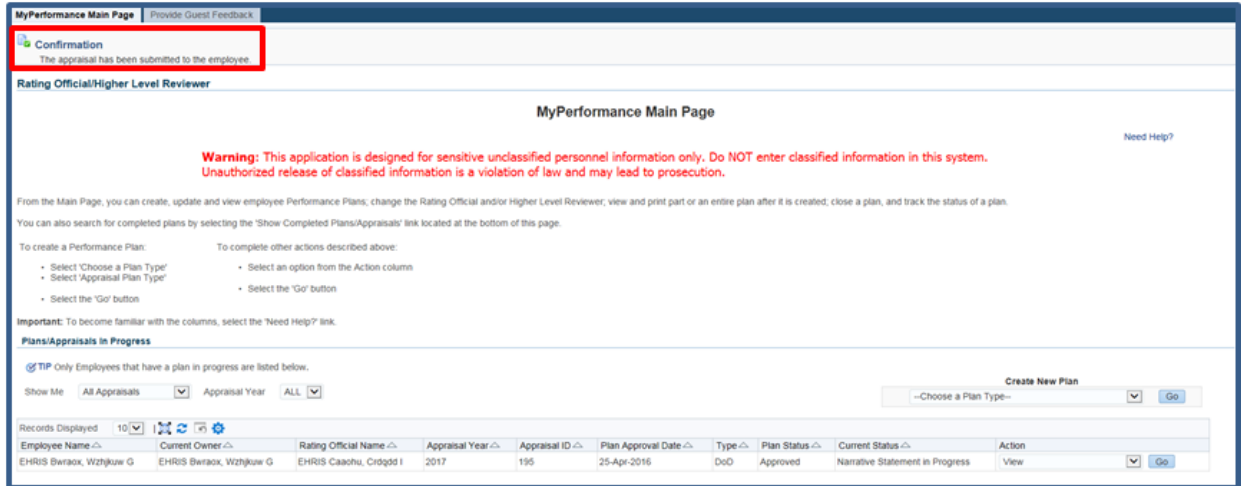 MyPerformance Main Page Provide Guest Feedback
Confirmation
The appraisal has been submitted to the employee.
Rating Official/Higher Level Reviewer
MyPerformance Main Page
Need Help?
Warning: This application is designed for sensitive unclassified personnel information only. Do NOT enter classified information in this system.
Unauthorized release of classified information is a violation of law and may lead to prosecution.
From the Main Page, you can create, update and view employee Performance Plans; change the Rating Official and/or Higher Level Reviewer; view and print part or an entire plan after it is created; close a plan, and track the status of a plan.
You can also search for completed plans by selecting the 'Show Completed Plans/Appraisals' link located at the bottom of this page.
To create a Performance Plan: To complete other actions described above:
• Select 'Choose a Plan Type' • Select an option from the Action column
• Select 'Appraisal Plan Type'
• Select the 'Go' button
• Select the 'Go' button
Important: To become familiar with the columns, select the 'Need Help?' link.
Plans/Appraisals In Progress
TIP Only Employees that have a plan in progress are listed below.
Create New Plan
Show Me All Appraisals Appraisal Year ALL --Choose a Plan Type-- Go
Records Displayed 10
Employee Name Current Owner Rating Official Name Appraisal Year Appraisal ID Plan Approval Date Type Plan Status Current Status Action
EHRIS Bwraox, Wzhjkuw G EHRIS Bwraox, Wzhjkuw G EHRIS Caaohu, Crdqdd I 2017 195 25-Apr-2016 DoD Approved Narrative Statement in Progress View Go